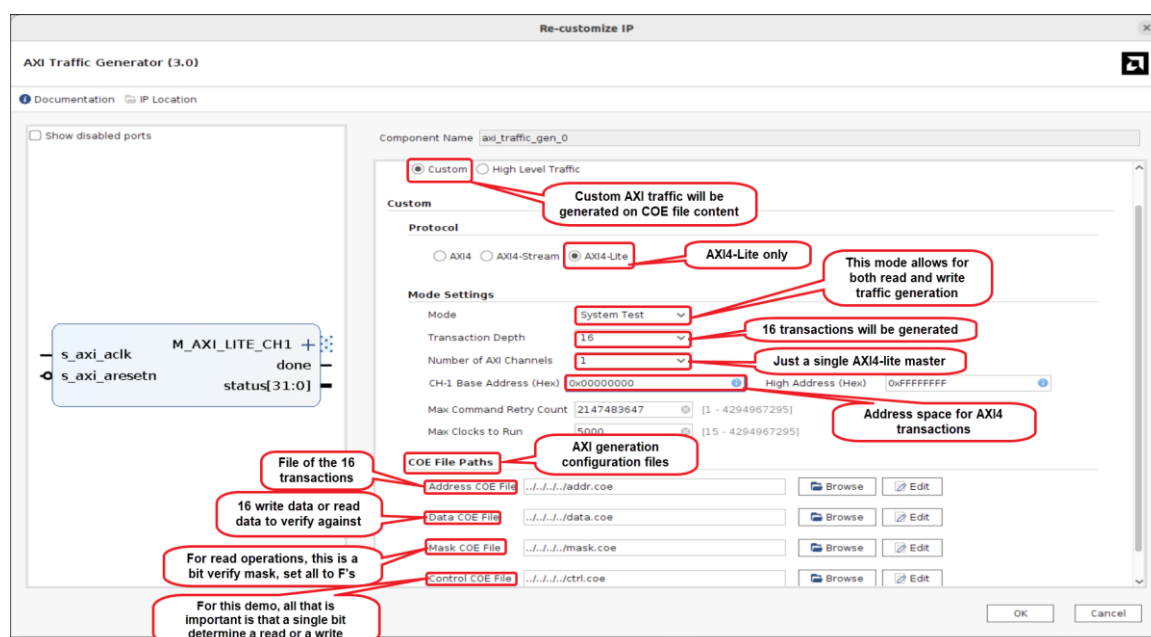 Re-customize IP
AXI Traffic Generator (3.0)
Documentation IP Location
Show disabled ports
s_axi_aclk
s_axi_aresetn
M_AXI_LITE_CH1
done
status[31:0]
Component Name axi_traffic_gen_0
Custom High Level Traffic
Custom AXI traffic will be
generated on COE file content
Custom
Protocol
AXI4 AXI4-Stream AXI4-Lite
AXI4-Lite only
This mode allows for
both read and write
traffic generation
Mode Settings
Mode System Test
Transaction Depth 16
16 transactions will be generated
Number of AXI Channels 1
Just a single AXI4-lite master
CH-1 Base Address (Hex) 0x00000000 High Address (Hex) 0xFFFFFFFF
Address space for AXI4
transactions
Max Command Retry Count 2147483647 [1 - 4294967295]
Max Clocks to Run 5000 [15 - 4294967295]
AXI generation
configuration files
COE File Paths
File of the 16
transactions
Address COE File ../../../../addr.coe Browse Edit
16 write data or read
data to verify against
Data COE File ../../../../data.coe Browse Edit
Mask COE File ../../../../mask.coe Browse Edit
For read operations, this is a
bit verify mask, set all to F's
Control COE File ../../../../ctrl.coe Browse Edit
For this demo, all that is
important is that a single bit
determine a read or a write
OK Cancel